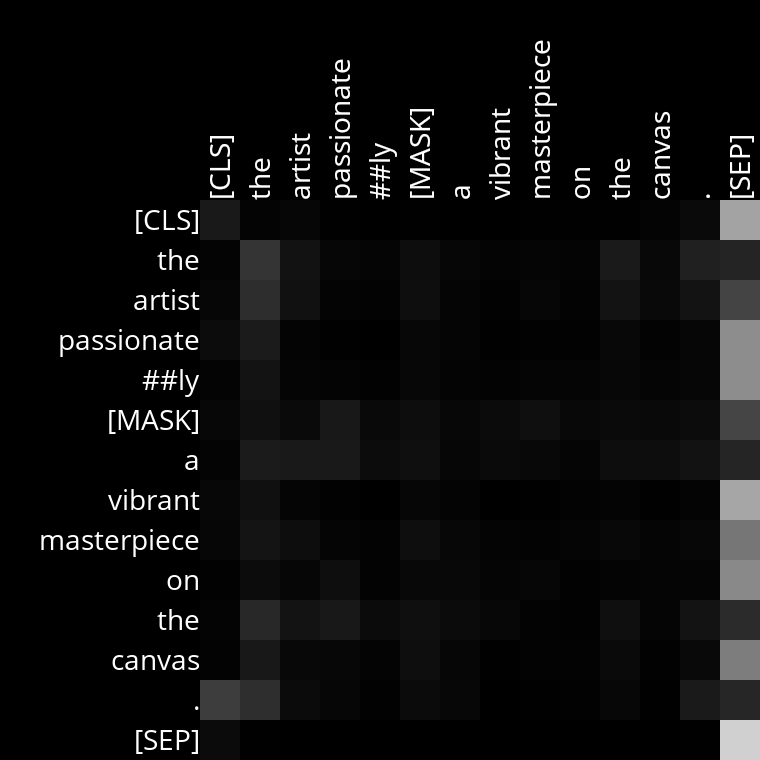 [CLS] the artist passionate ##ly [MASK] a vibrant masterpiece on the canvas . [SEP]
[CLS]
the
artist
passionate
##ly
[MASK]
a
vibrant
masterpiece
on
the
canvas
.
[SEP]